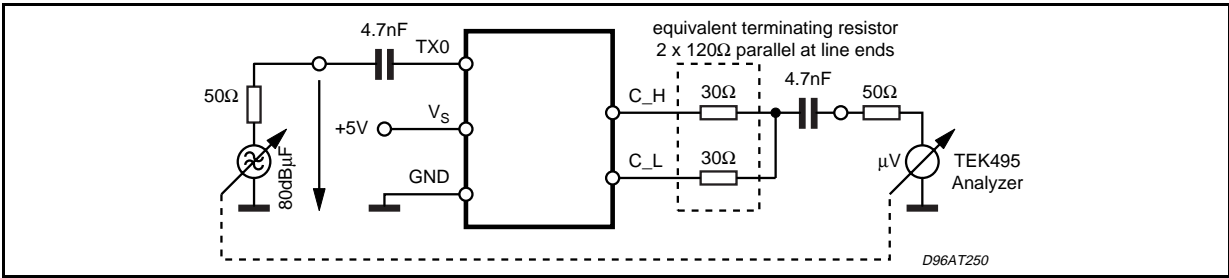 equivalent terminating resistor
2 x 120Ω parallel at line ends
4.7nF
TX0
4.7nF
50Ω
C_H
30Ω
50Ω
+5V
VS
80dBµF
C_L
30Ω
µV
TEK495
Analyzer
GND
D96AT250